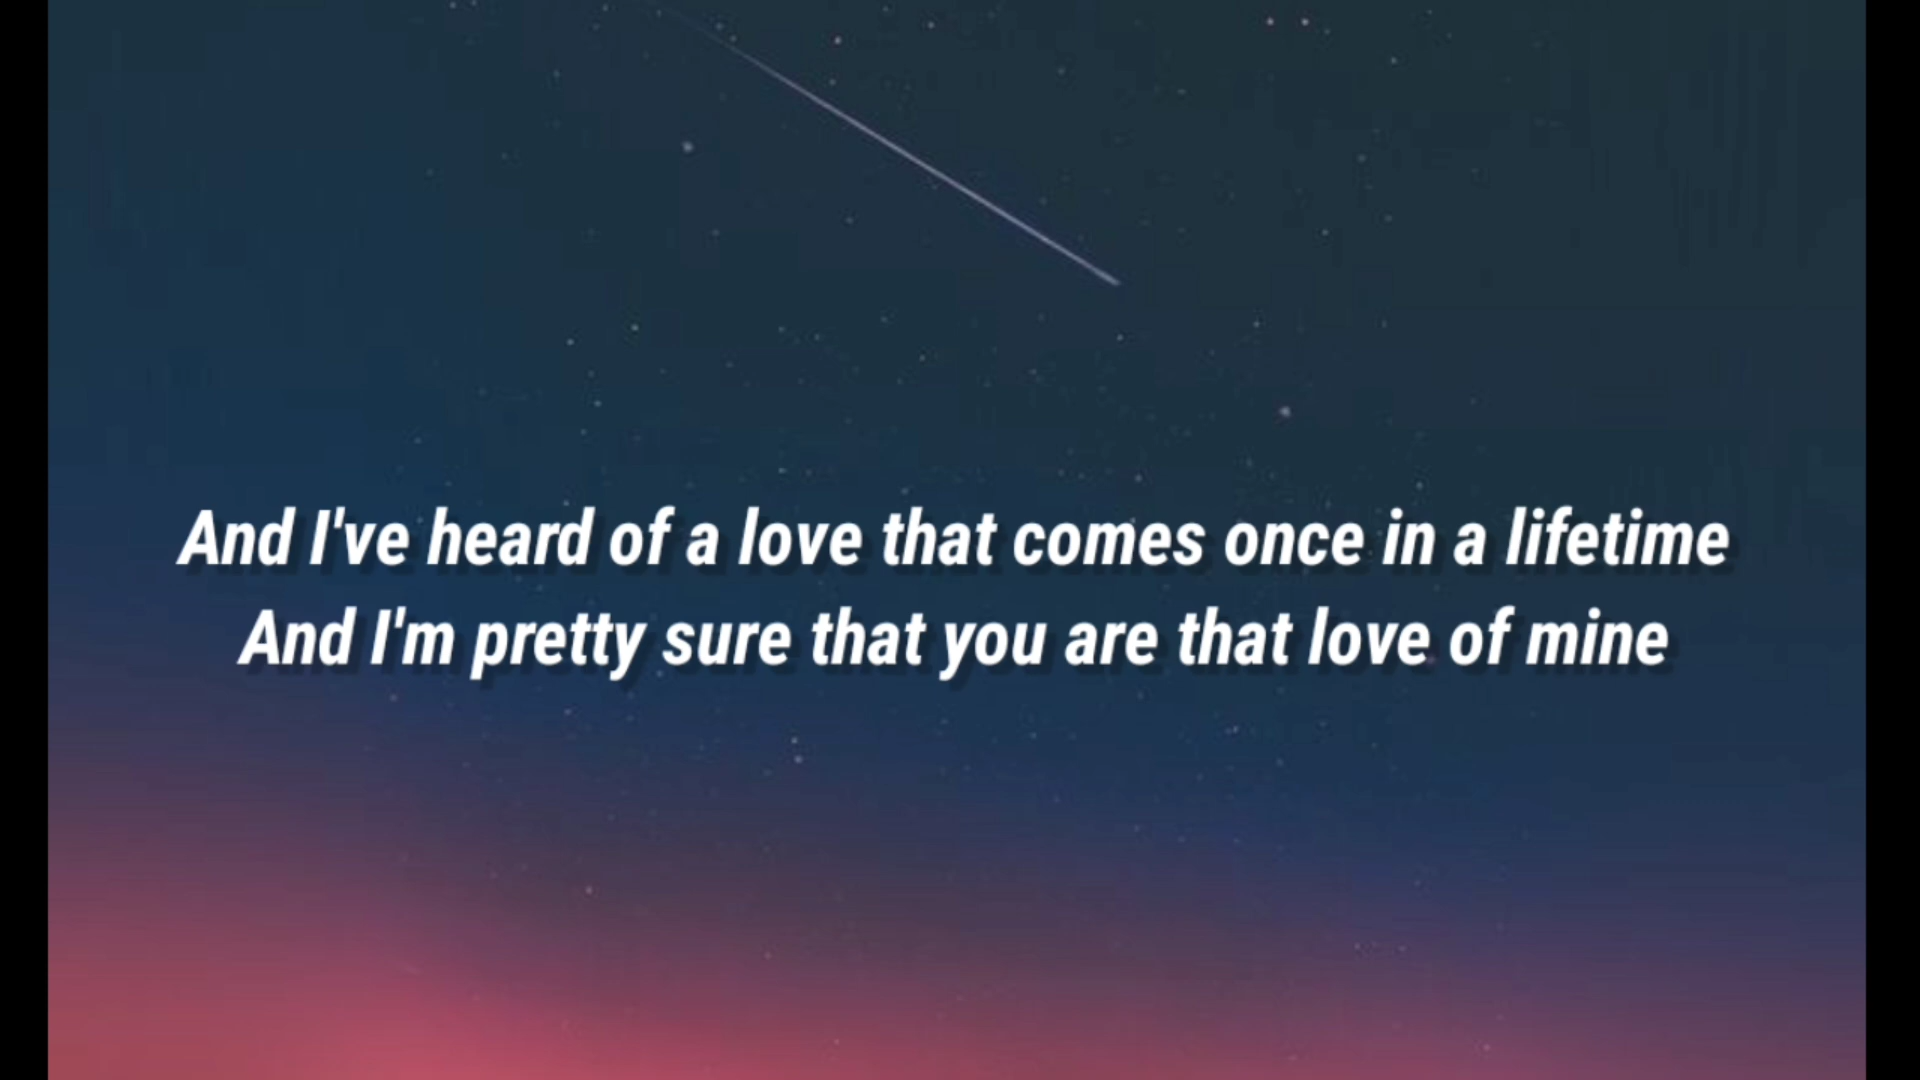 And I've heard of a love that comes once in a lifetime
And I'm pretty sure that you are that love of mine